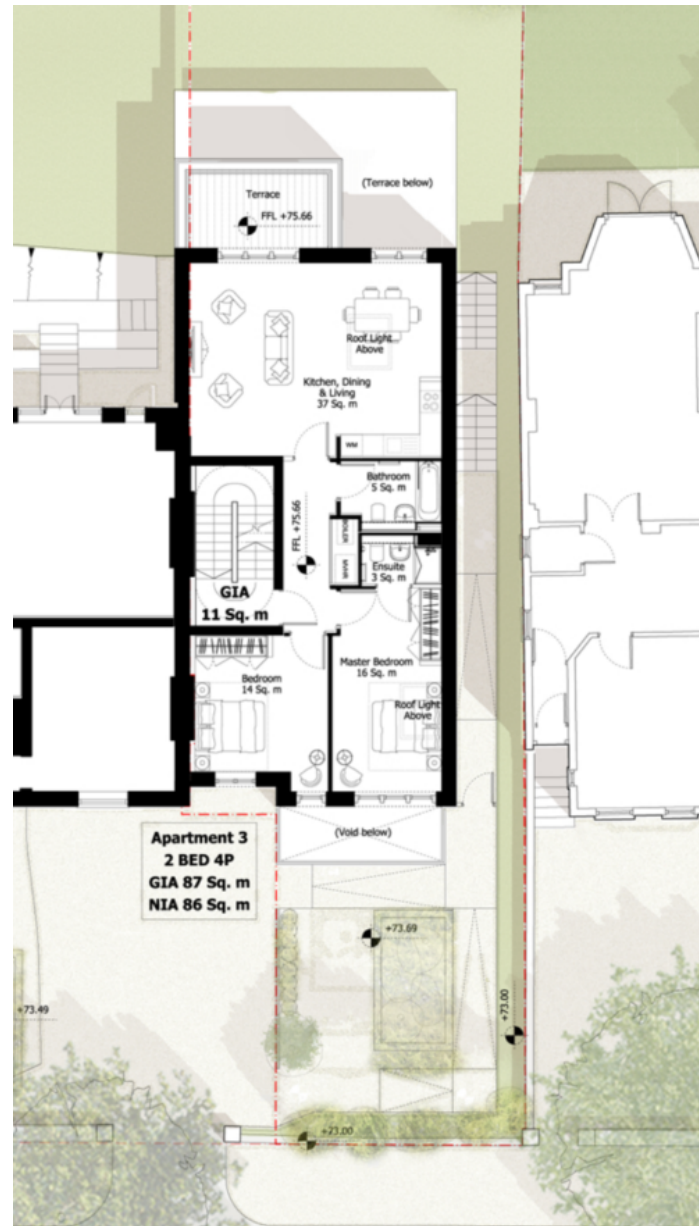 Terrace
FFL +75.66
(Terrace below)
Roof Light
Above
Kitchen, Dining
& Living
37 Sq. m
WM
Bathroom
5 Sq. m
FFL +75.66
BOILER
MVHR
Ensuite
3 Sq. m
GIA
11 Sq. m
Bedroom
14 Sq. m
Master Bedroom
16 Sq. m
Roof Light
Above
(Void below)
Apartment 3
2 BED 4P
GIA 87 Sq. m
NIA 86 Sq. m
+73.69
+73.49
+73.00
+23.00